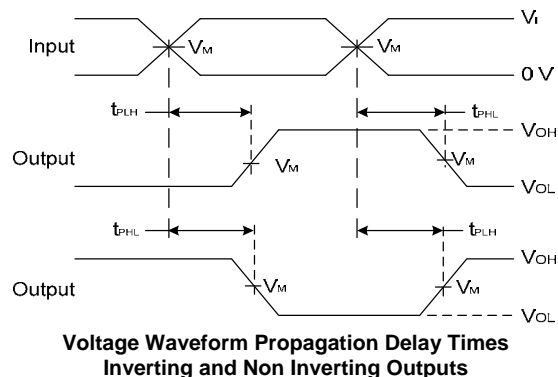 Vı
Input
VM
VM
0 V
tPLH
tPHL
VOH
Output
VM
VM
VOL
tPHL
tPLH
VOH
Output
VM
VM
VOL
Voltage Waveform Propagation Delay Times
Inverting and Non Inverting Outputs